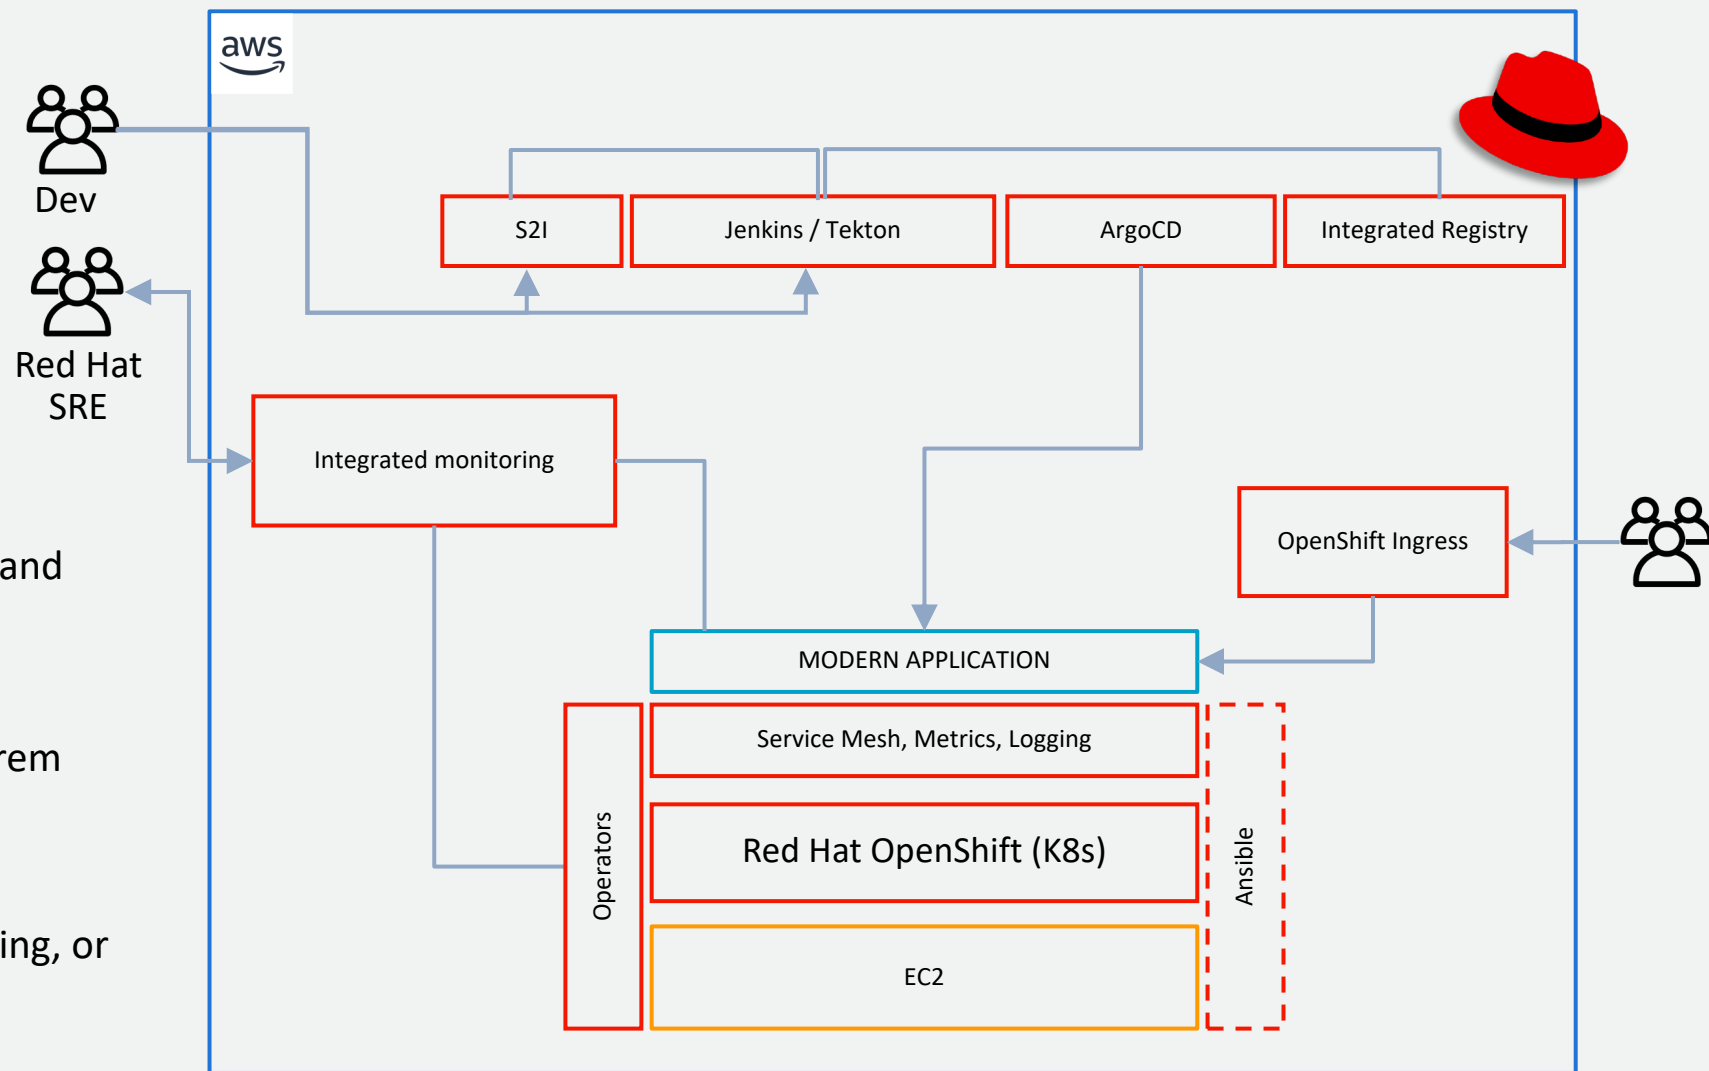 aws
Dev
S2I
Jenkins / Tekton
ArgoCD
Integrated Registry
Red Hat
SRE
Integrated monitoring
OpenShift Ingress
and
MODERN APPLICATION
Service Mesh, Metrics, Logging
rem
Operators
Red Hat OpenShift (K8s)
Ansible
ing, or
EC2